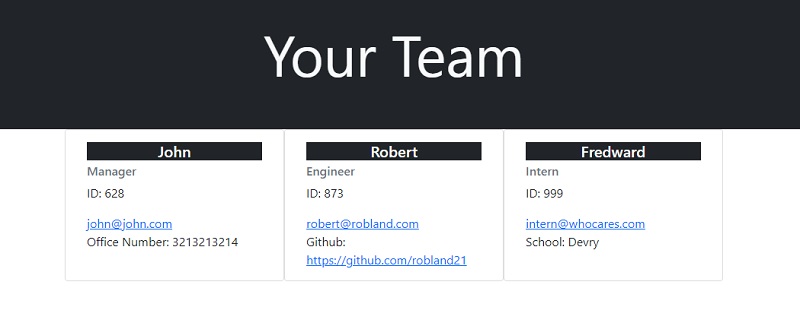 Your Team
John
Manager
ID: 628
john@john.com
Office Number: 3213213214
Robert
Engineer
ID: 873
robert@robland.com
Github:
https://github.com/robland21
Fredward
Intern
ID: 999
intern@whocares.com
School: Devry